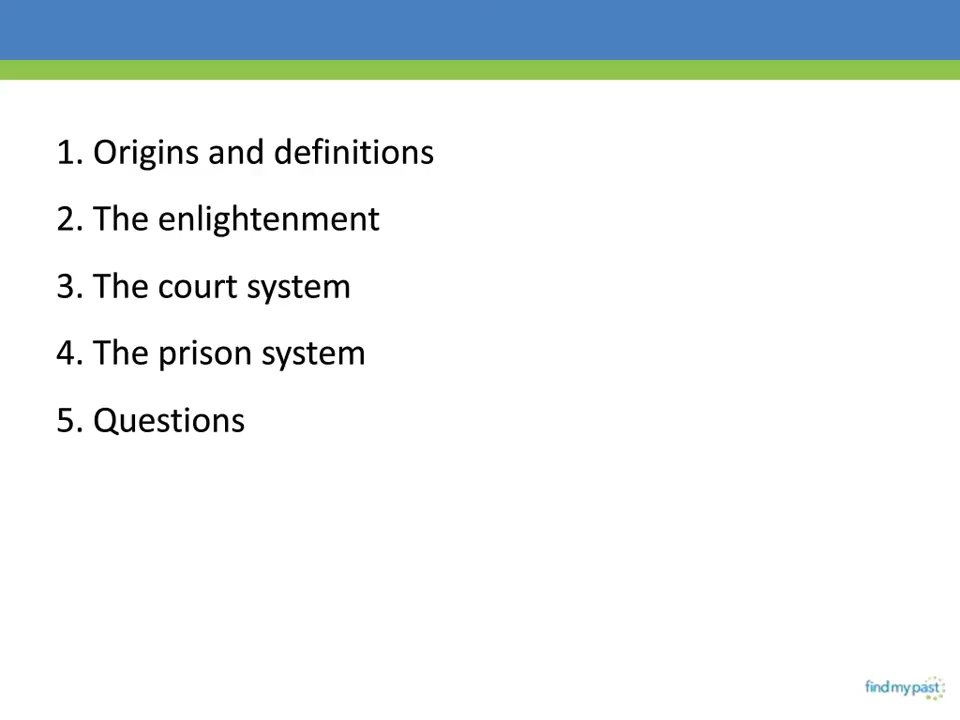 1. Origins and definitions
2. The enlightenment
3. The court system
4. The prison system
5. Questions
findmypast